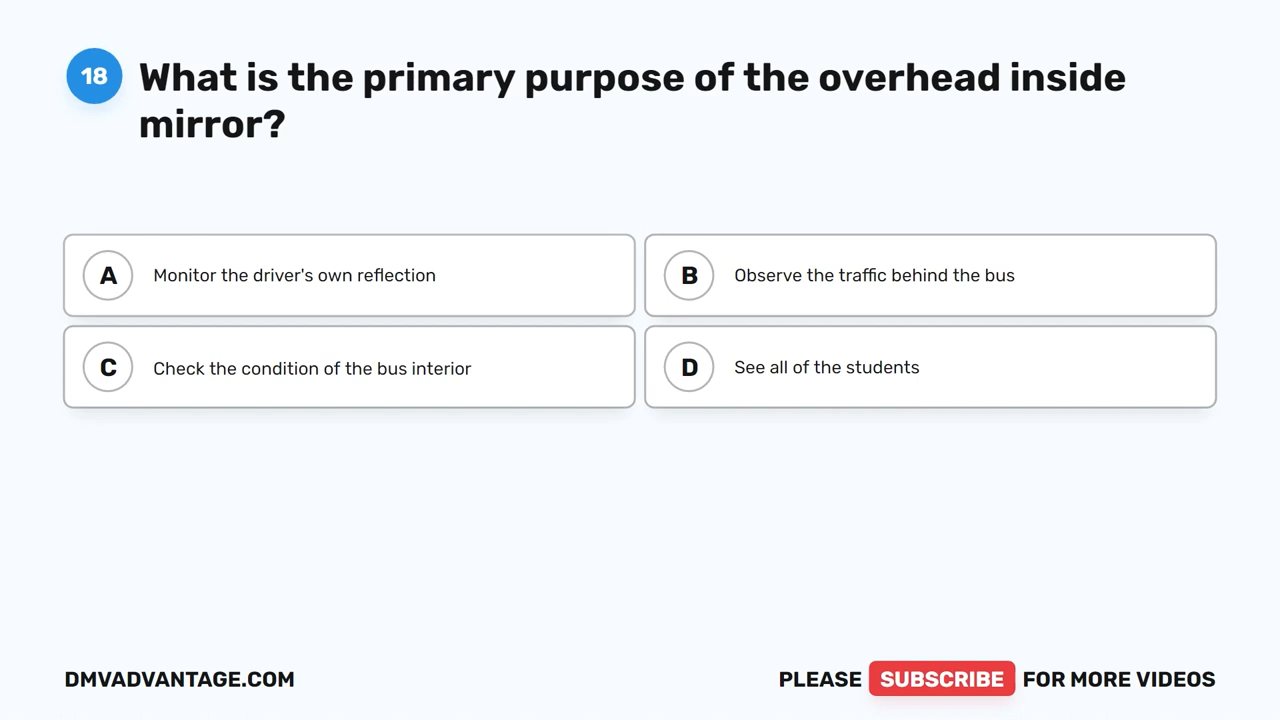 18
What is the primary purpose of the overhead inside
mirror?
A
Monitor the driver's own reflection
B
Observe the traffic behind the bus
C
Check the condition of the bus interior
D
See all of the students
DMVADVANTAGE.COM
PLEASE SUBSCRIBE FOR MORE VIDEOS